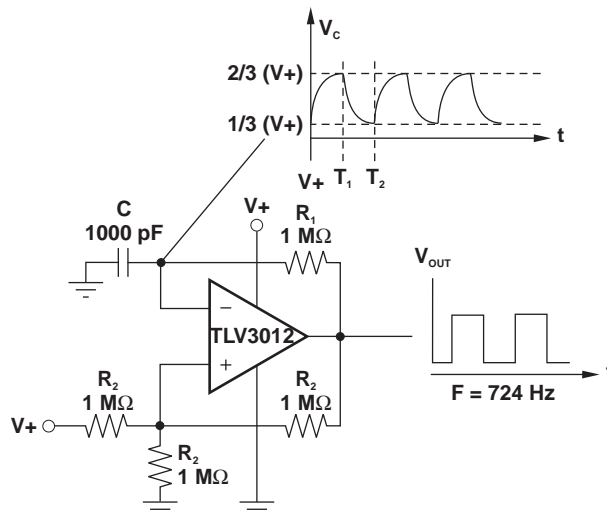 V_C
2/3 (V+)
1/3 (V+)
t
V+
T_1
T_2
C
1000 pF
V+
R_1
1 MΩ
V_OUT
−
TLV3012
+
R_2
1 MΩ
R_2
1 MΩ
V+
R_2
1 MΩ
F = 724 Hz